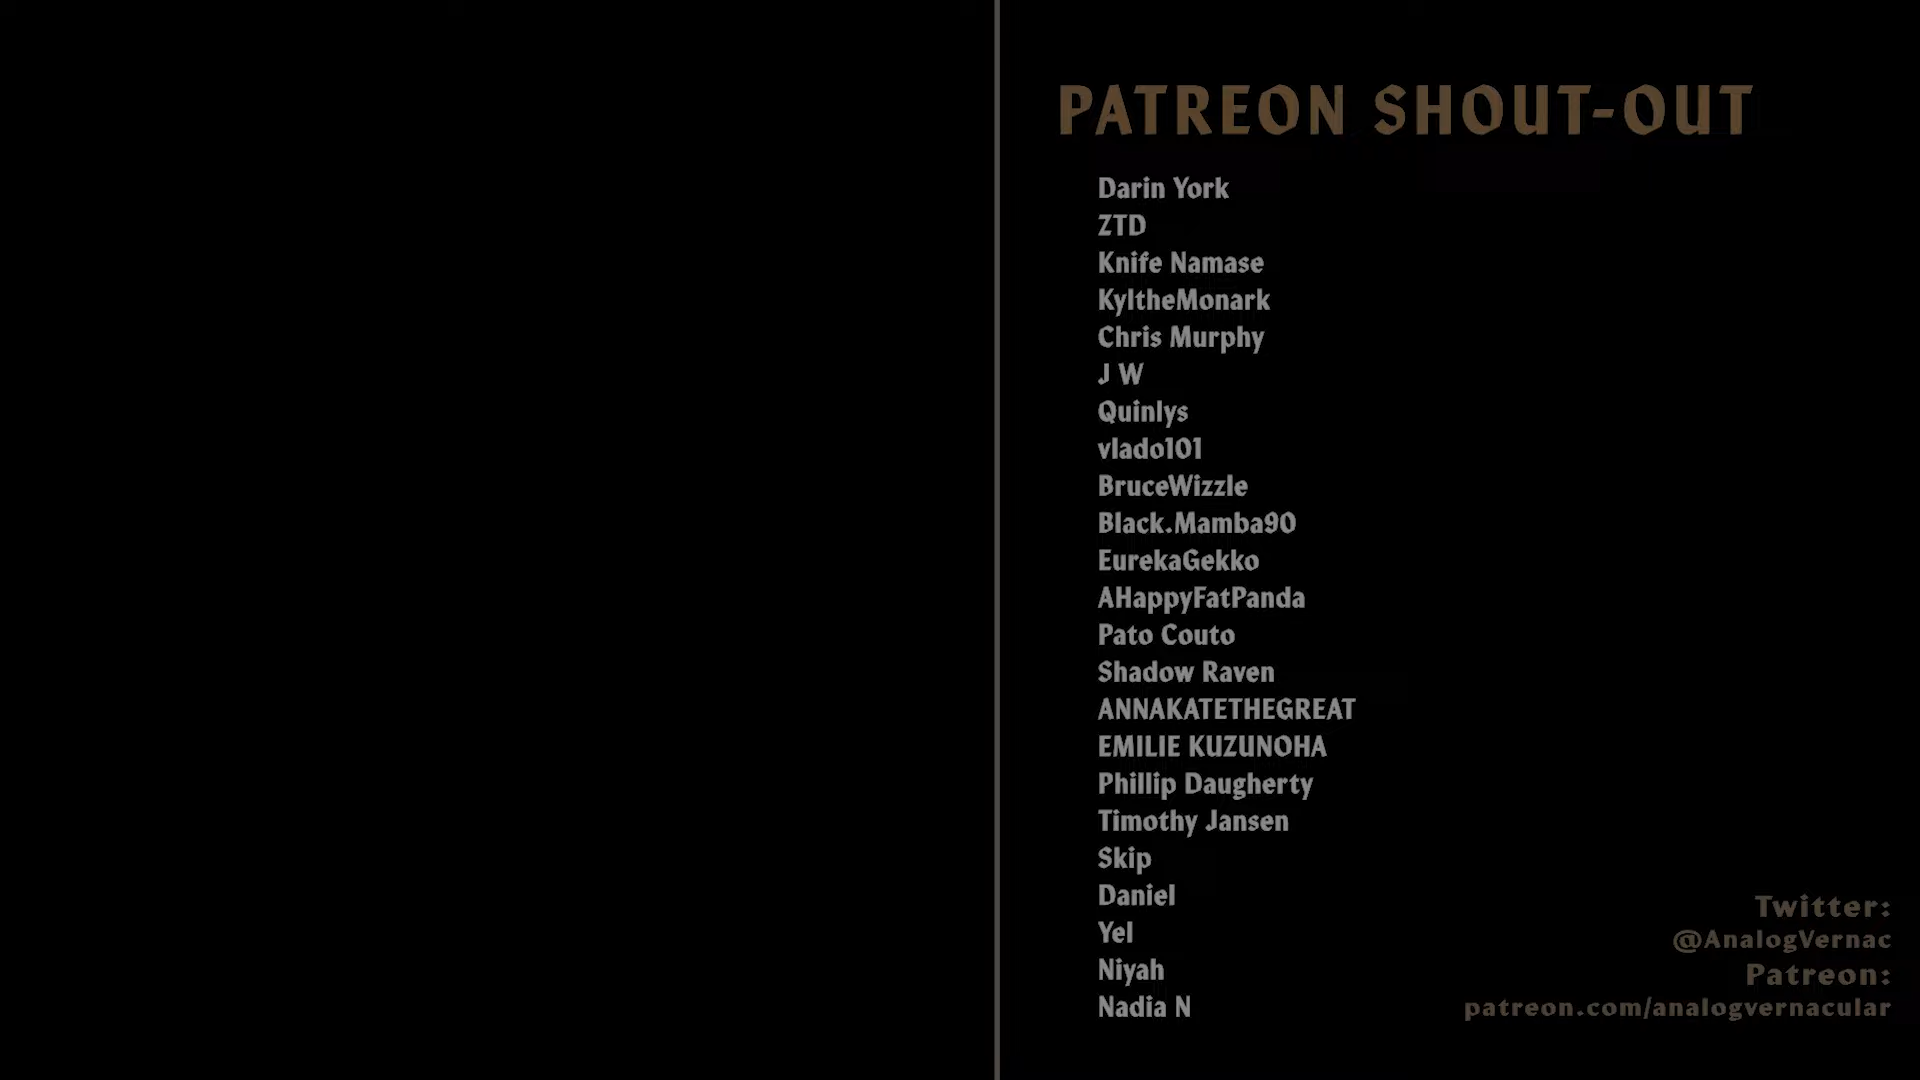 PATREON SHOUT-OUT
Darin York
ZTD
Knife Namase
KyltheMonark
Chris Murphy
J W
Quinlys
vlado101
BruceWizzle
Black.Mamba90
EurekaGekko
AHappyFatPanda
Pato Couto
Shadow Raven
ANNAKATETHEGREAT
EMILIE KUZUNOHA
Phillip Daugherty
Timothy Jansen
Skip
Daniel
Yel
Niyah
Nadia N
Twitter:
@AnalogVernac
Patreon:
patreon.com/analogvernacular